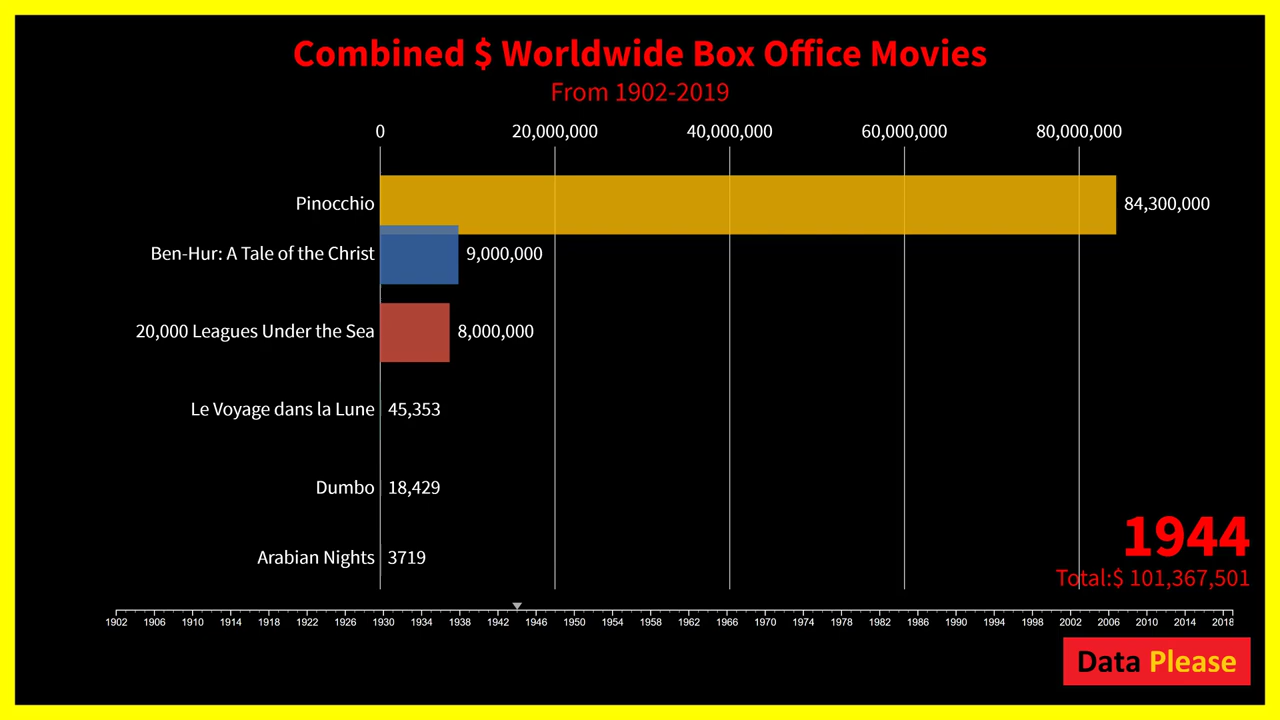 Combined $ Worldwide Box Office Movies
From 1902-2019
0 20,000,000 40,000,000 60,000,000 80,000,000
Pinocchio 84,300,000
Ben-Hur: A Tale of the Christ 9,000,000
20,000 Leagues Under the Sea 8,000,000
Le Voyage dans la Lune 45,353
Dumbo 18,429
Arabian Nights 3719
1944
Total:$ 101,367,501
1902 1906 1910 1914 1918 1922 1926 1930 1934 1938 1942 1946 1950 1954 1958 1962 1966 1970 1974 1978 1982 1986 1990 1994 1998 2002 2006 2010 2014 2018
Data Please